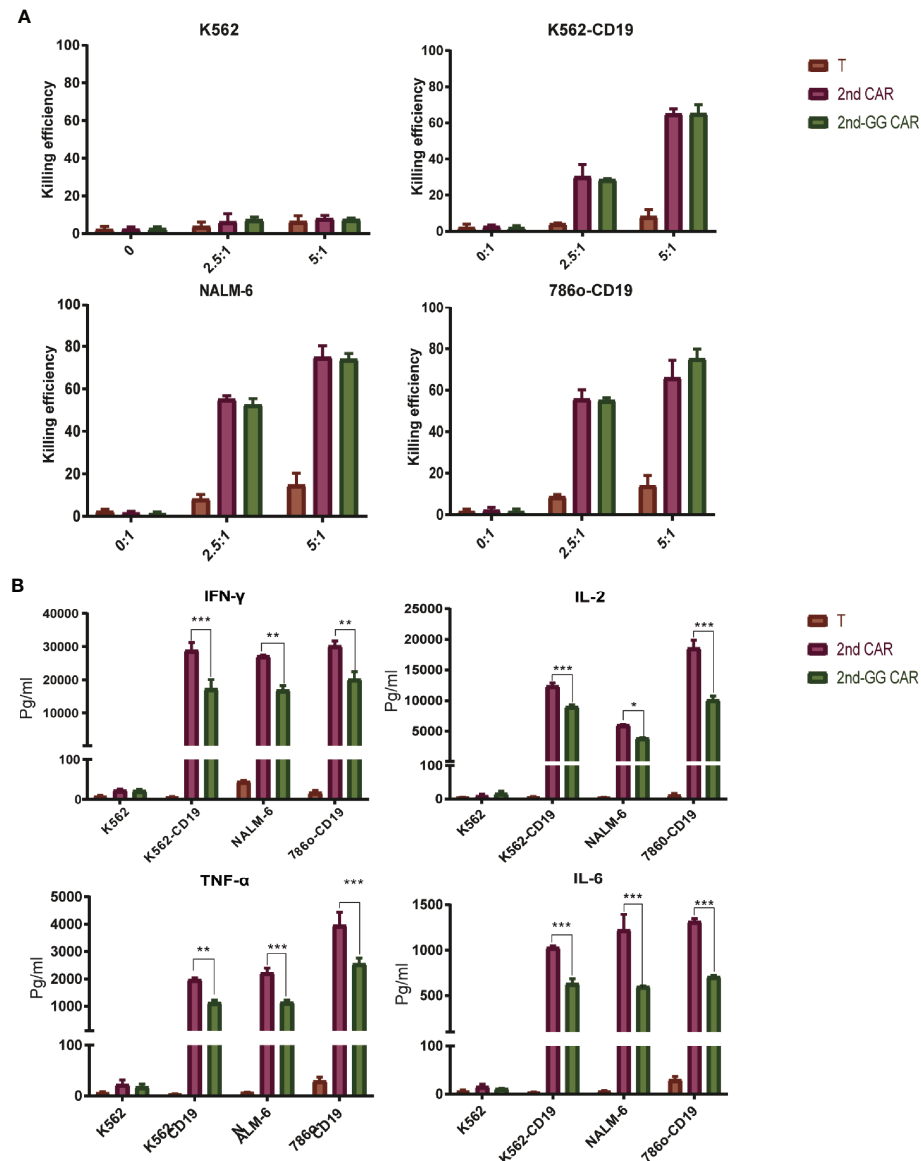 A
K562
K562-CD19
100
80
60
40
20
0
Killing efficiency
0
2.5:1
5:1
100
80
60
40
20
0
Killing efficiency
0:1
2.5:1
5:1
T
2nd CAR
2nd-GG CAR
NALM-6
786o-CD19
100
80
60
40
20
0
Killing efficiency
0:1
2.5:1
5:1
100
80
60
40
20
0
Killing efficiency
0:1
2.5:1
5:1
B
IFN-γ
40000
30000
20000
10000
100
0
Pg/ml
***
**
**
K562
K562-CD19
NALM-6
786o-CD19
IL-2
25000
20000
15000
10000
5000
100
0
Pg/ml
***
*
***
K562
K562-CD19
NALM-6
7860-CD19
T
2nd CAR
2nd-GG CAR
TNF-α
5000
4000
3000
2000
1000
100
0
Pg/ml
**
***
***
K562
K562-
CD19
N
ALM-6
786o-
CD19
IL-6
1500
1000
500
100
0
Pg/ml
***
***
***
K562
K562-CD19
NALM-6
786o-CD19